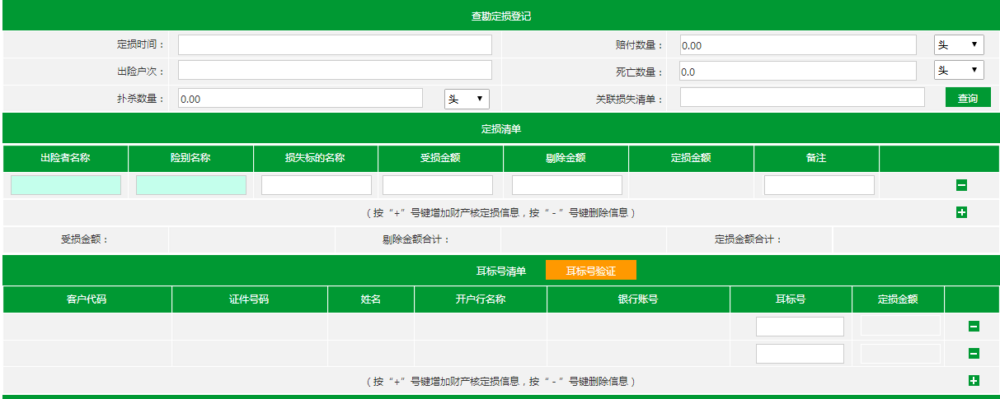 查勘定损登记
定损时间： 赔付数量： 0.00 头
出险户次： 死亡数量： 0.0 头
扑杀数量： 0.00 头 关联损失清单： 查询
定损清单
出险者名称 险别名称 损失标的名称 受损金额 剔除金额 定损金额 备注
（按“+”号键增加财产核定损信息，按“-”号键删除信息）
受损金额： 剔除金额合计： 定损金额合计：
耳标号清单 耳标号验证
客户代码 证件号码 姓名 开户行名称 银行账号 耳标号 定损金额
（按“+”号键增加财产核定损信息，按“-”号键删除信息）